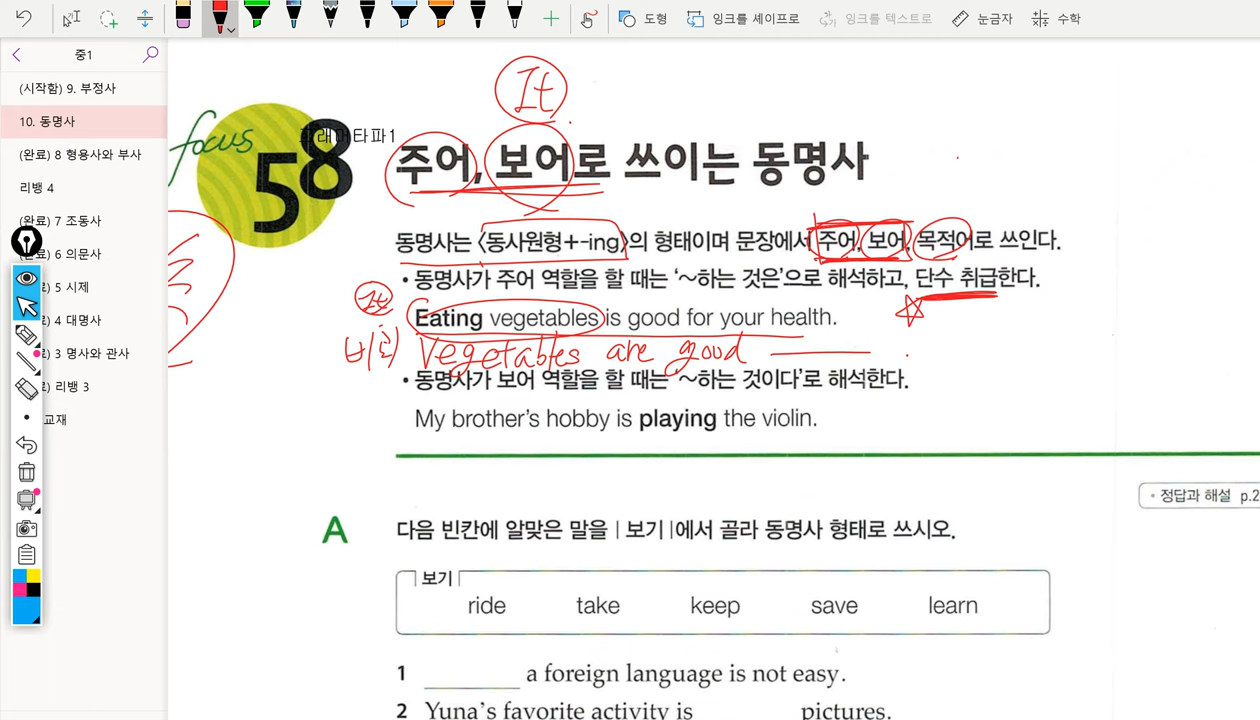 도형
잉크를 셰이프로
잉크를 텍스트로
눈금자
수학
중1
(시작함) 9. 부정사
10. 동명사
(완료) 8 형용사와 부사
리뱅 4
(완료) 7 조동사
) 6 의문사
료) 5 시제
료) 4 대명사
료) 3 명사와 관사
료) 리뱅 3
교재
It
focus
58
그래머타파1
주어, 보어로 쓰이는 동명사
동명사는 〈동사원형+-ing〉의 형태이며 문장에서 주어, 보어, 목적어로 쓰인다.
• 동명사가 주어 역할을 할 때는 '~하는 것은'으로 해석하고, 단수 취급한다.
It
Eating vegetables is good for your health.
비교) Vegetables are good
• 동명사가 보어 역할을 할 때는 '~하는 것이다'로 해석한다.
My brother's hobby is playing the violin.
• 정답과 해설 p.2
A 다음 빈칸에 알맞은 말을 | 보기 |에서 골라 동명사 형태로 쓰시오.
보기
ride take keep save learn
1 ________ a foreign language is not easy.
2 Yuna's favorite activity is pictures.